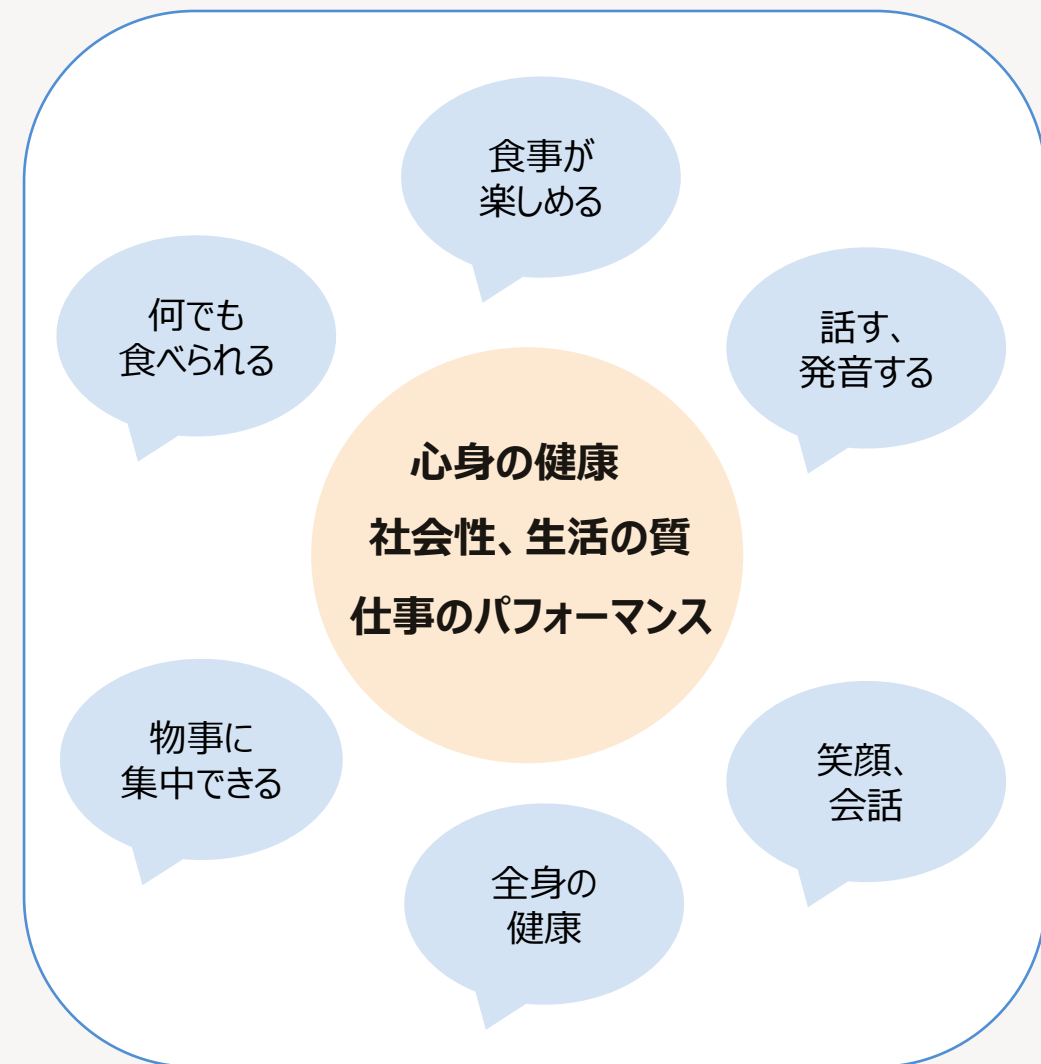 食事が
楽しめる
何でも
食べられる
話す、
発音する
心身の健康
社会性、生活の質
仕事のパフォーマンス
物事に
集中できる
笑顔、
会話
全身の
健康